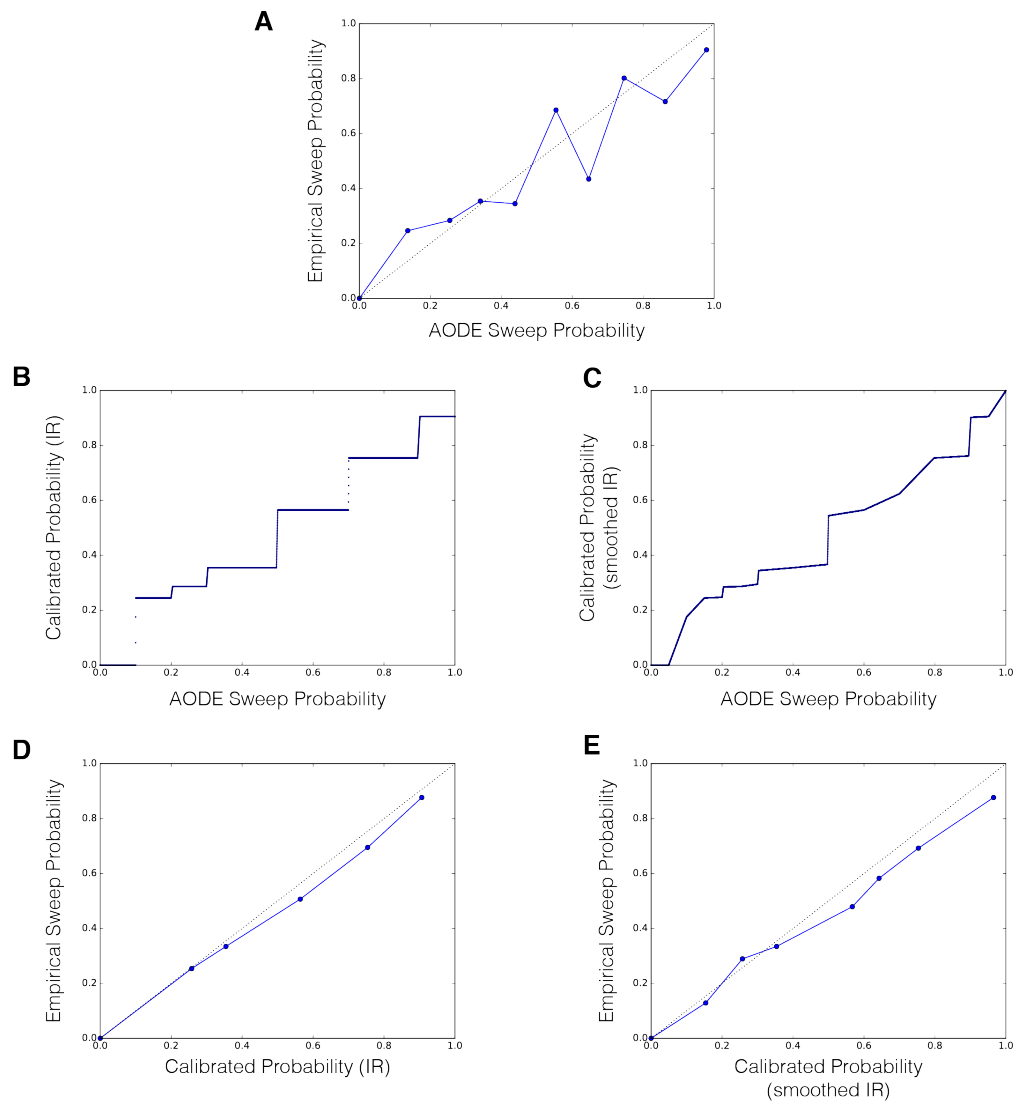 A
Empirical Sweep Probability
1.0
0.8
0.6
0.4
0.2
0.0
0.0 0.2 0.4 0.6 0.8 1.0
AODE Sweep Probability
B
Calibrated Probability (IR)
1.0
0.8
0.6
0.4
0.2
0.0
0.0 0.2 0.4 0.6 0.8 1.0
AODE Sweep Probability
C
Calibrated Probability
(smoothed IR)
1.0
0.8
0.6
0.4
0.2
0.0
0.0 0.2 0.4 0.6 0.8 1.0
AODE Sweep Probability
D
Empirical Sweep Probability
1.0
0.8
0.6
0.4
0.2
0.0
0.0 0.2 0.4 0.6 0.8 1.0
Calibrated Probability (IR)
E
Empirical Sweep Probability
1.0
0.8
0.6
0.4
0.2
0.0
0.0 0.2 0.4 0.6 0.8 1.0
Calibrated Probability
(smoothed IR)